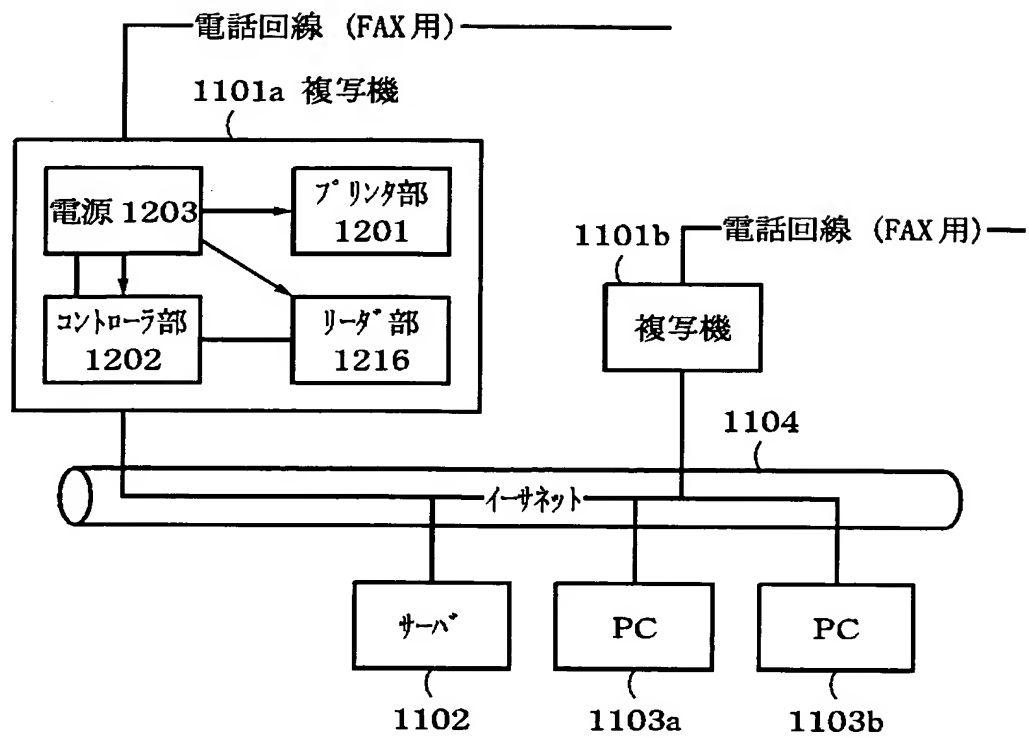 電話回線 (FAX用)
1101a 複写機
電源 1203
プリンタ部
1201
コントローラ部
1202
リーダ部
1216
電話回線 (FAX用)
1101b
複写機
1104
イーサネット
サーバ
PC
PC
1102
1103a
1103b